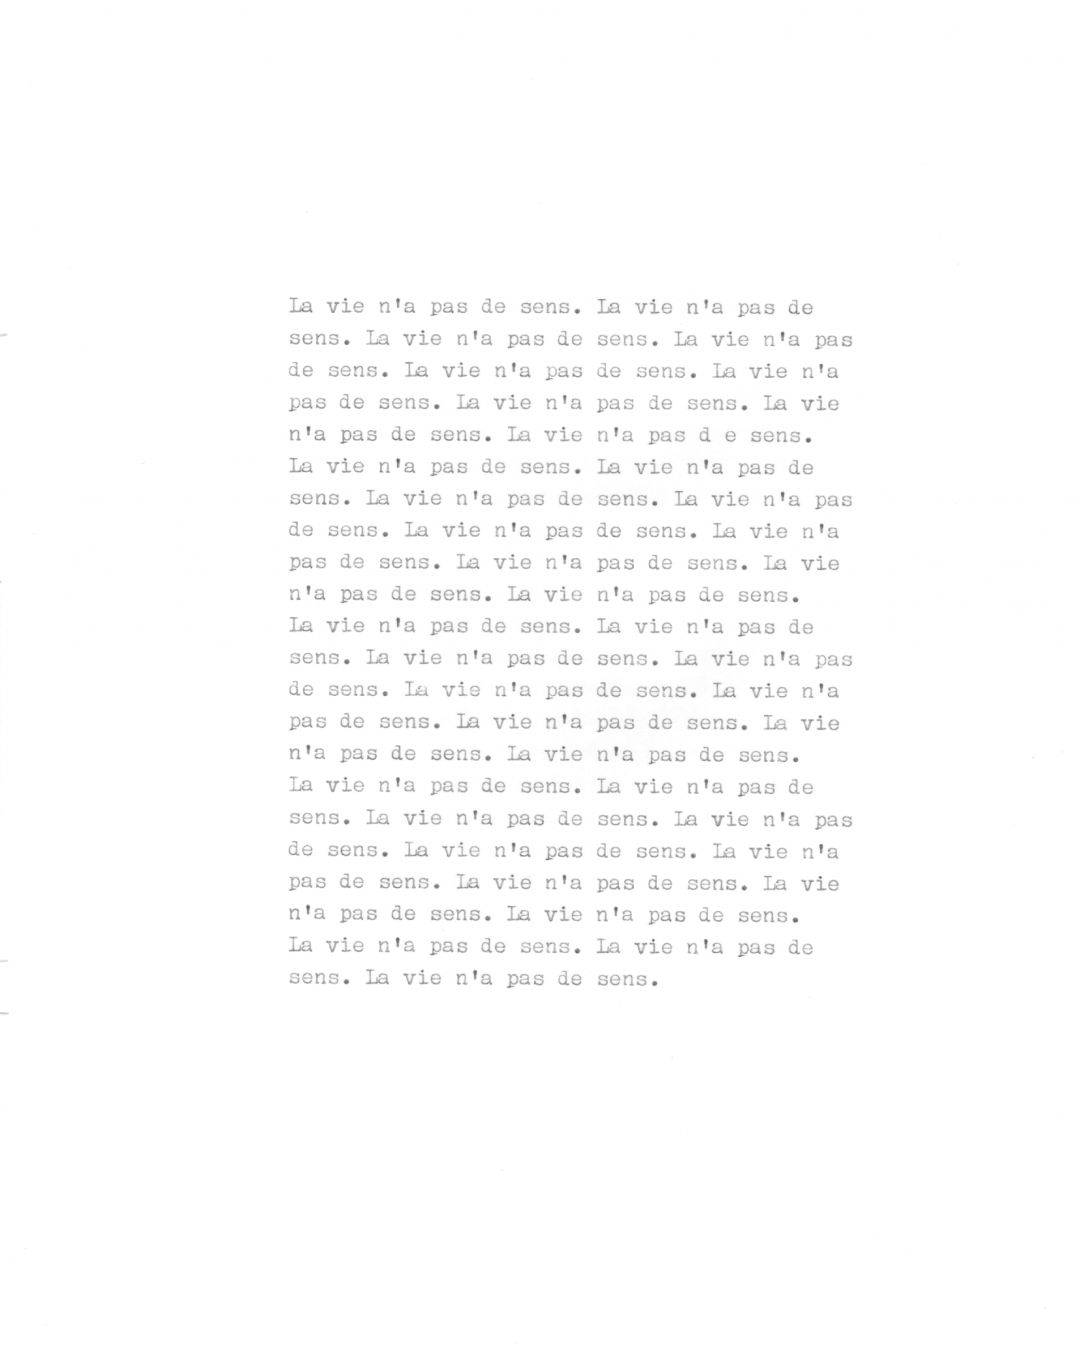 La vie n'a pas de sens. La vie n'a pas de
sens. La vie n'a pas de sens. La vie n'a pas
de sens. La vie n'a pas de sens. La vie n'a
pas de sens. La vie n'a pas de sens. La vie
n'a pas de sens. La vie n'a pas d e sens.
La vie n'a pas de sens. La vie n'a pas de
sens. La vie n'a pas de sens. La vie n'a pas
de sens. La vie n'a pas de sens. La vie n'a
pas de sens. La vie n'a pas de sens. La vie
n'a pas de sens. La vie n'a pas de sens.
La vie n'a pas de sens. La vie n'a pas de
sens. La vie n'a pas de sens. La vie n'a pas
de sens. La vie n'a pas de sens. La vie n'a
pas de sens. La vie n'a pas de sens. La vie
n'a pas de sens. La vie n'a pas de sens.
La vie n'a pas de sens. La vie n'a pas de
sens. La vie n'a pas de sens. La vie n'a pas
de sens. La vie n'a pas de sens. La vie n'a
pas de sens. La vie n'a pas de sens. La vie
n'a pas de sens. La vie n'a pas de sens.
La vie n'a pas de sens. La vie n'a pas de
sens. La vie n'a pas de sens.